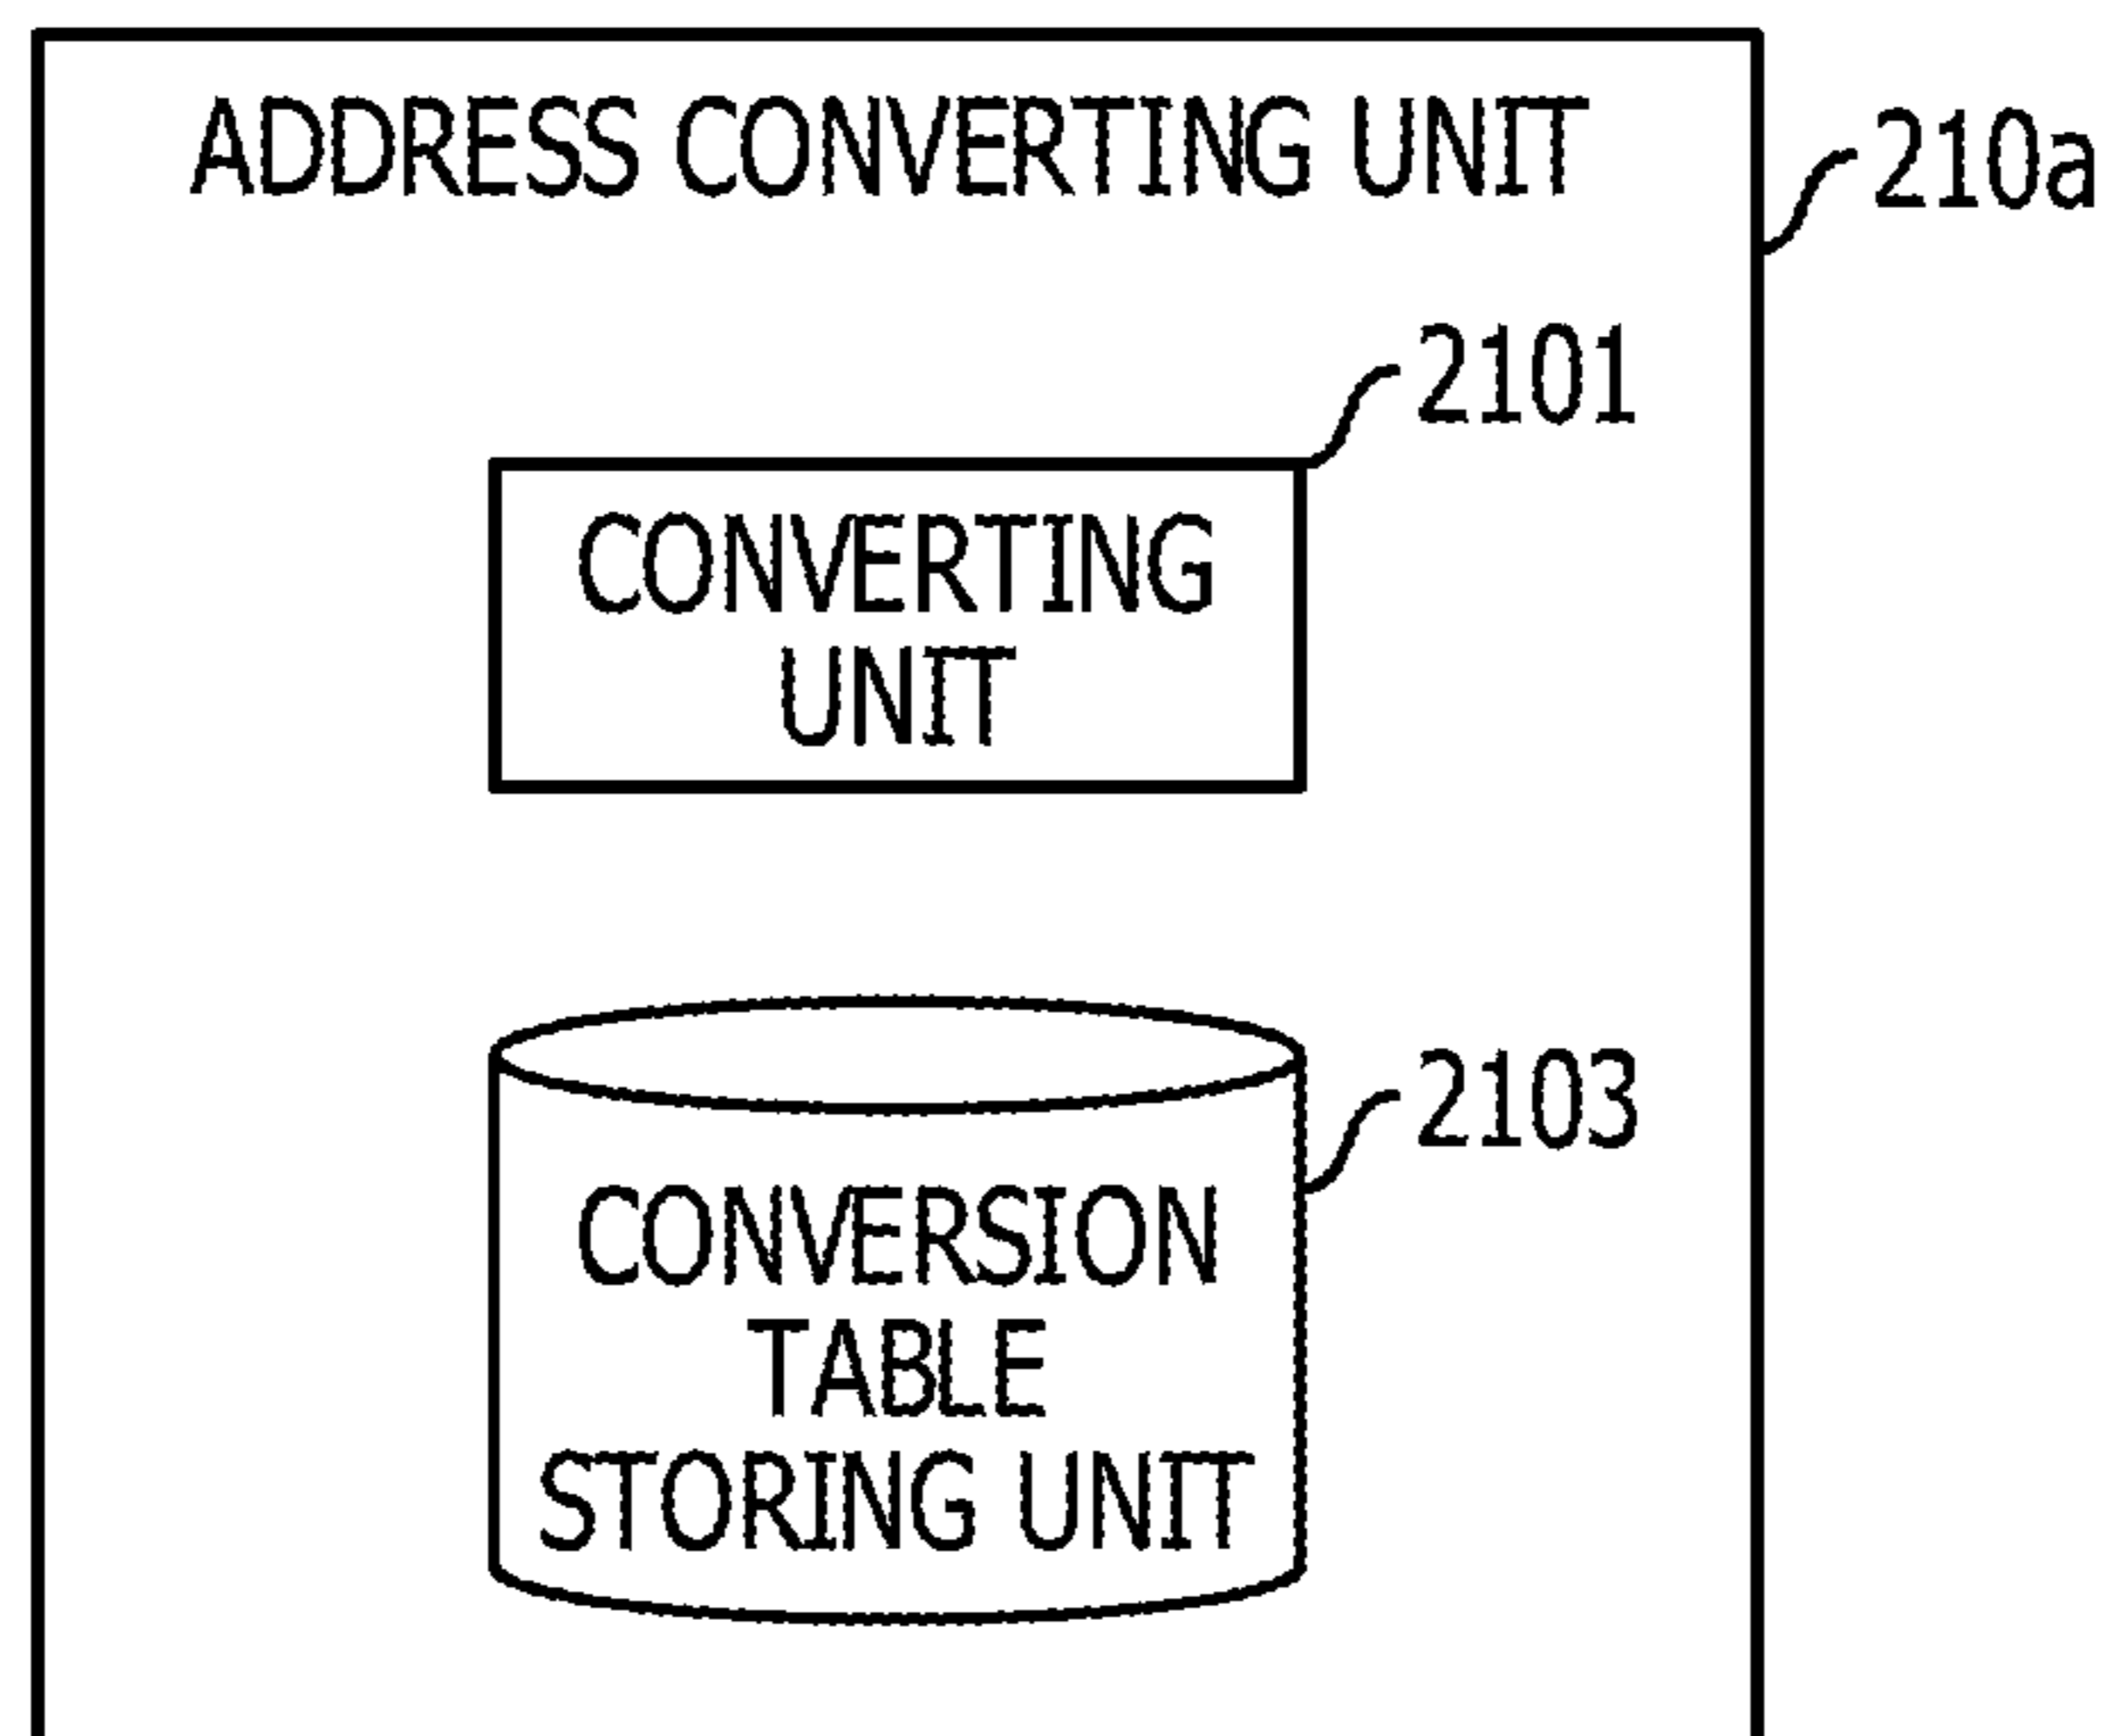 ADDRESS CONVERTING UNIT
210a
2101
CONVERTING
UNIT
2103
CONVERSION
TABLE
STORING UNIT